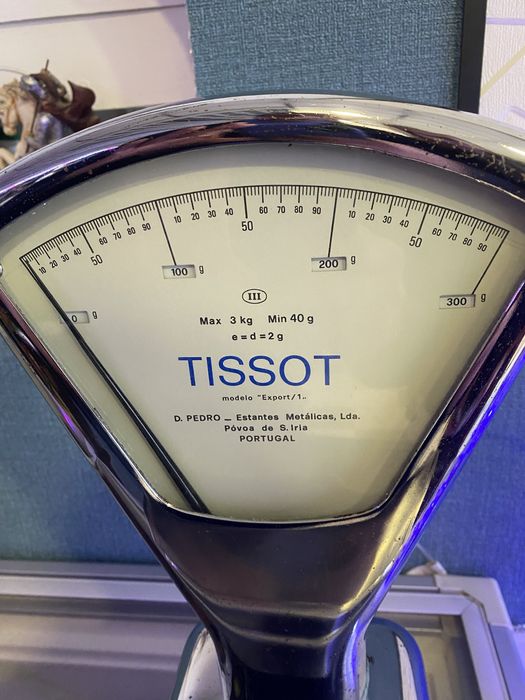 10 20 30 40 50 60 70 80 90 10 20 30 40 50 60 70 80 90 10 20 30 40 50 60 70 80 90
0 g 100 g 200 g 300 g
III
Max 3 kg Min 40 g
e=d=2 g
TISSOT
modelo "Export/1„
D. PEDRO _ Estantes Metálicas, Lda.
Póvoa de S. Iria
PORTUGAL